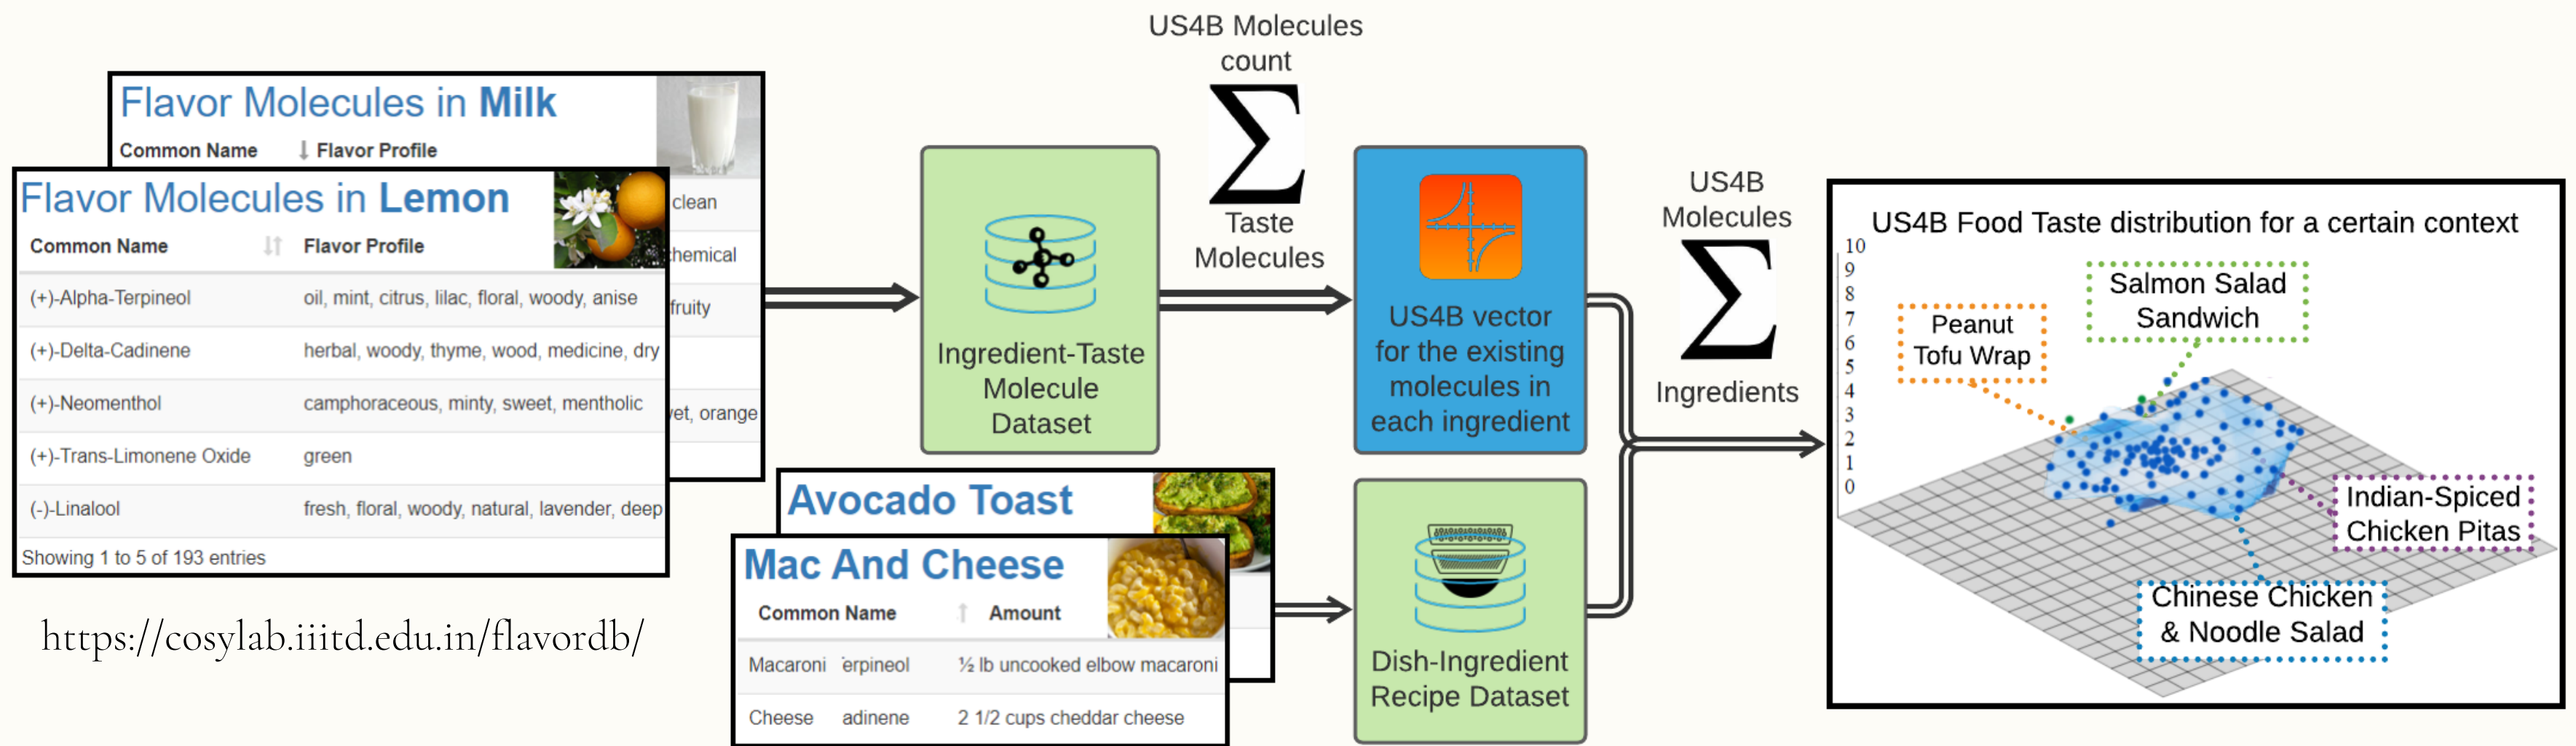 Flavor Molecules in Milk
Common Name Flavor Profile
clean
chemical
fruity
orange
Flavor Molecules in Lemon
Common Name Flavor Profile
(+)-Alpha-Terpineol oil, mint, citrus, lilac, floral, woody, anise
(+)-Delta-Cadinene herbal, woody, thyme, wood, medicine, dry
(+)-Neomenthol camphoraceous, minty, sweet, mentholic
(+)-Trans-Limonene Oxide green
(-)-Linalool fresh, floral, woody, natural, lavender, deep
Showing 1 to 5 of 193 entries
https://cosylab.iiitd.edu.in/flavordb/
Avocado Toast
Mac And Cheese
Common Name Amount
Macaroni erpineol ½ lb uncooked elbow macaroni
Cheese adinene 2 1/2 cups cheddar cheese
Ingredient-Taste
Molecule
Dataset
US4B Molecules
count
Σ
Taste
Molecules
US4B vector
for the existing
molecules in
each ingredient
Dish-Ingredient
Recipe Dataset
US4B
Molecules
Σ
Ingredients
US4B Food Taste distribution for a certain context
10
9
8
7
6
5
4
3
2
1
0
Peanut
Tofu Wrap
Salmon Salad
Sandwich
Indian-Spiced
Chicken Pitas
Chinese Chicken
& Noodle Salad